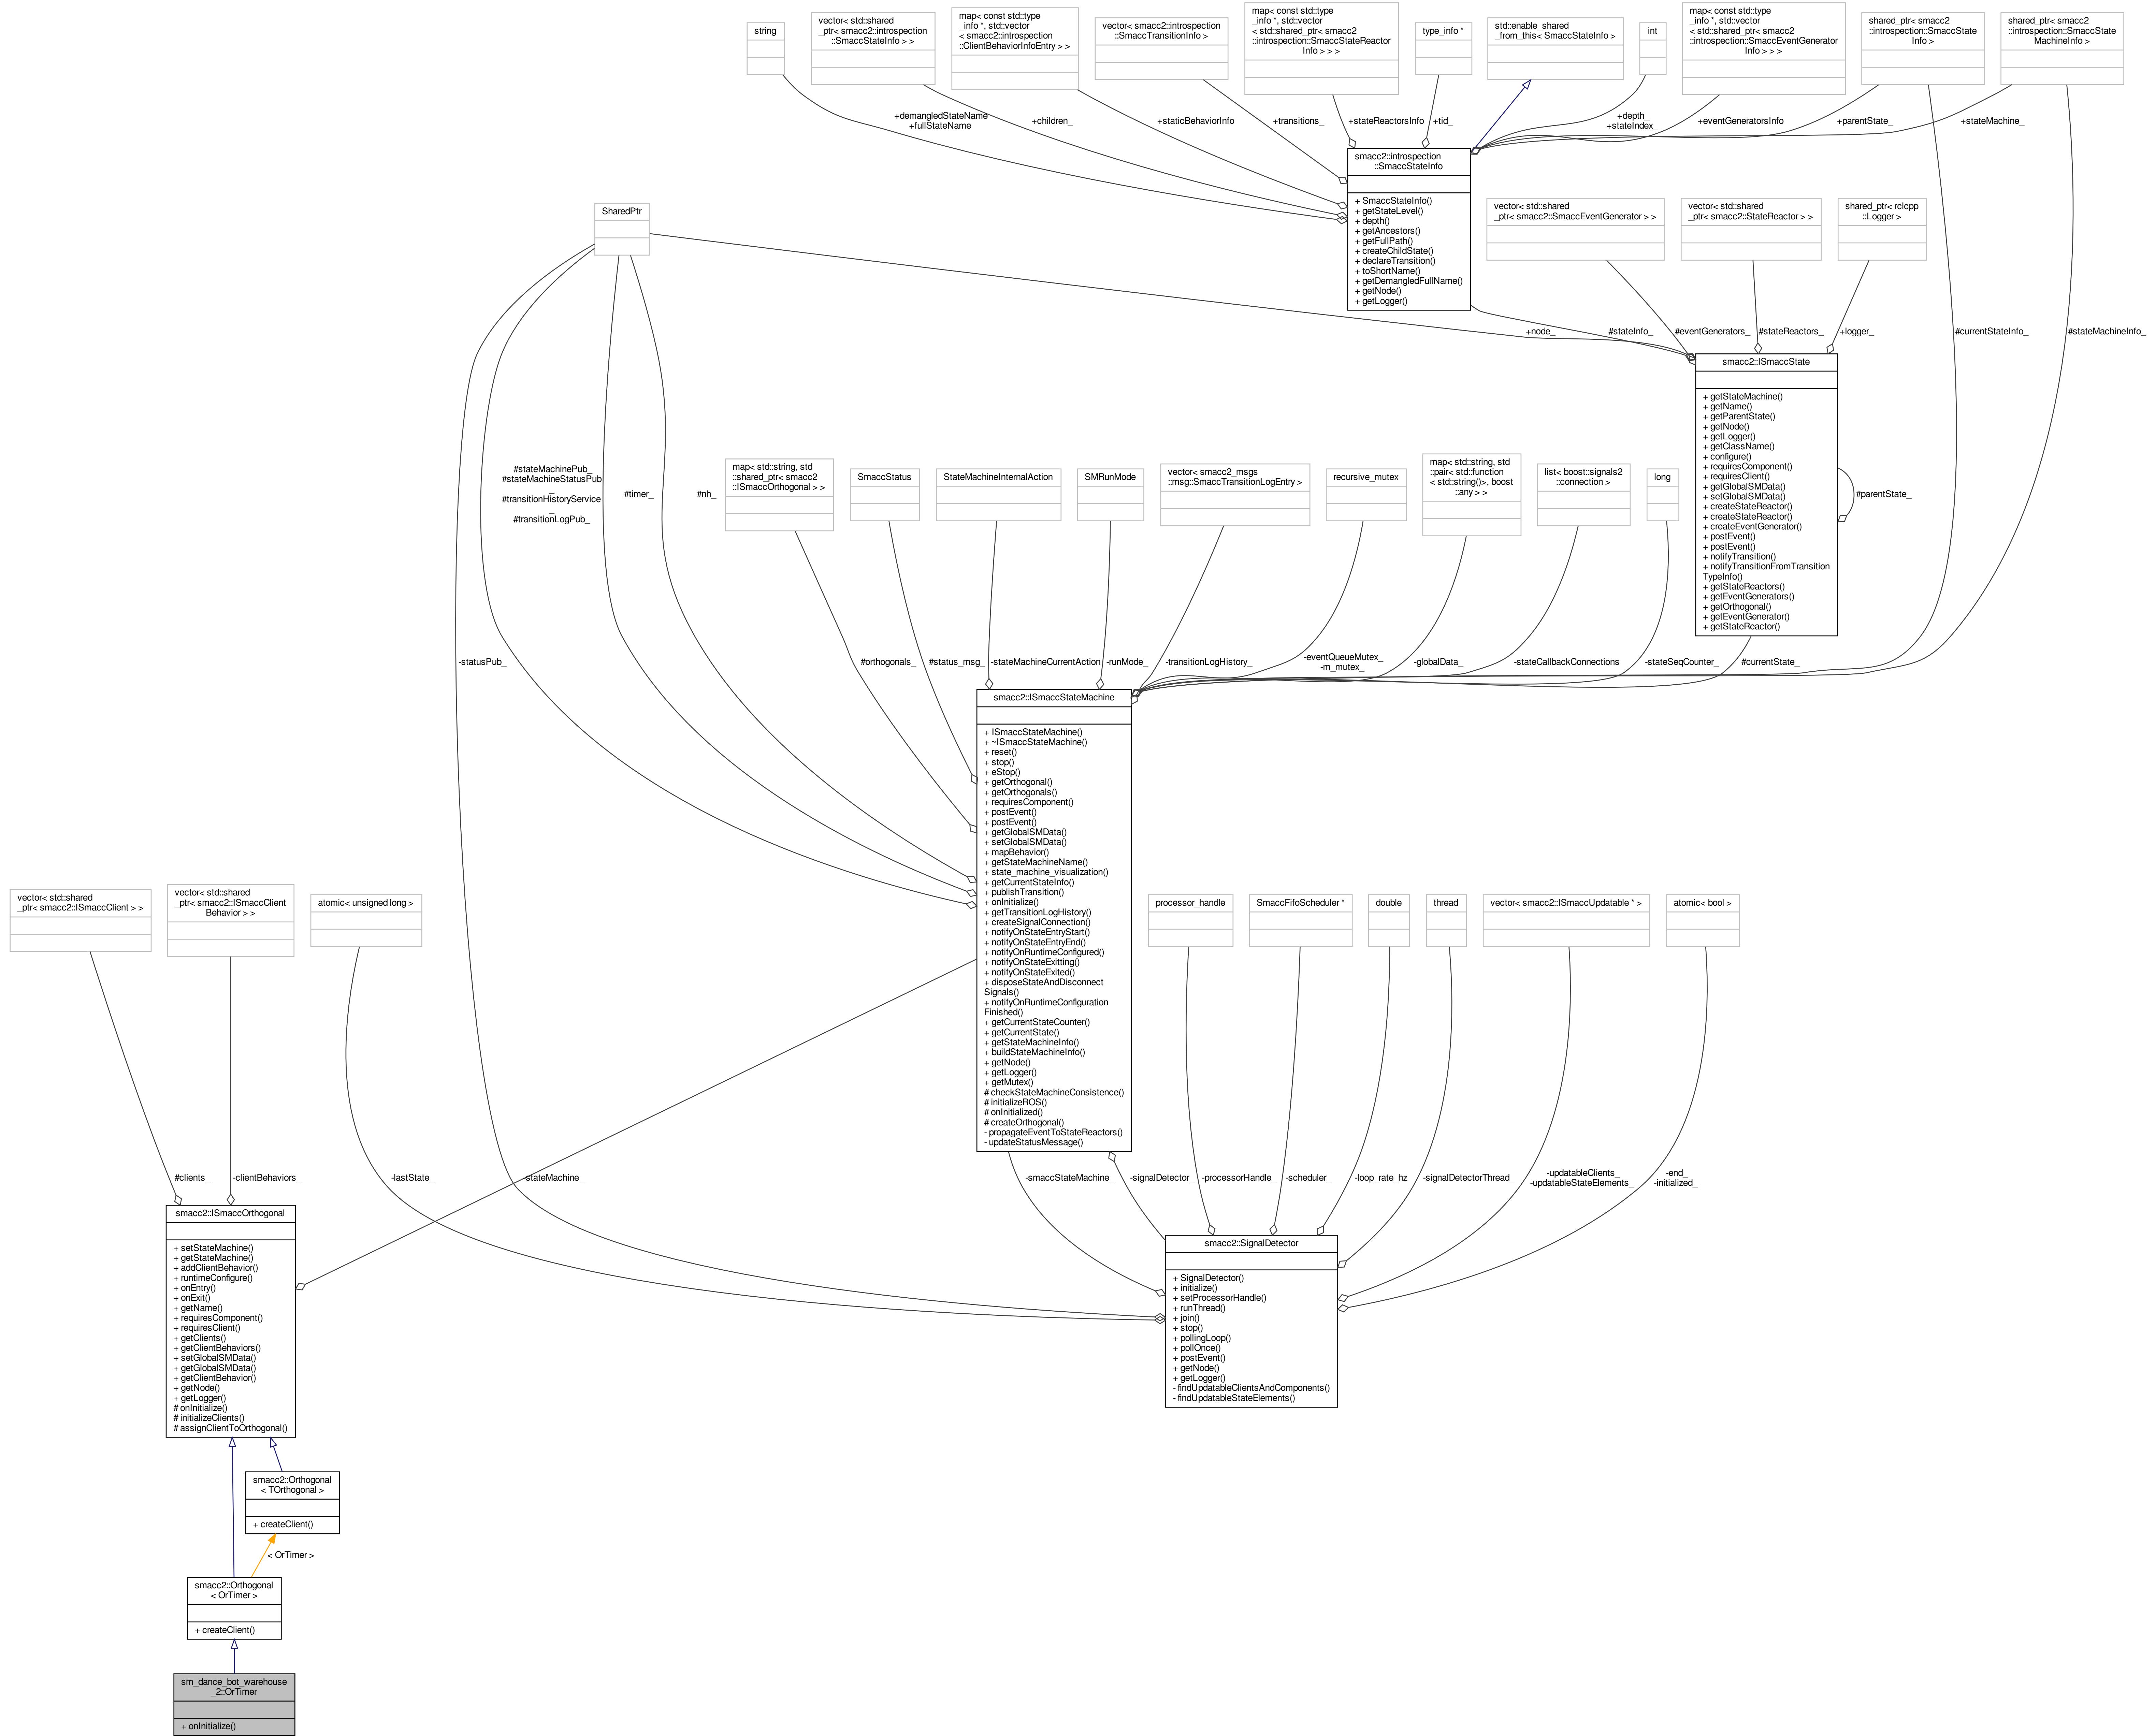 string
vector< std::shared
_ptr< smacc2::introspection
::SmaccStateInfo > >
map< const std::type
_info *, std::vector
< smacc2::introspection
::ClientBehaviorInfoEntry > >
vector< smacc2::introspection
::SmaccTransitionInfo >
map< const std::type
_info *, std::vector
< std::shared_ptr< smacc2
::introspection::SmaccStateReactor
Info > > >
type_info *
std::enable_shared
_from_this< SmaccStateInfo >
int
map< const std::type
_info *, std::vector
< std::shared_ptr< smacc2
::introspection::SmaccEventGenerator
Info > > >
shared_ptr< smacc2
::introspection::SmaccState
Info >
shared_ptr< smacc2
::introspection::SmaccState
MachineInfo >
+demangledStateName
+fullStateName
+children_
+staticBehaviorInfo
+transitions_
+stateReactorsInfo
+tid_
+depth_
+stateIndex_
+eventGeneratorsInfo
+parentState_
+stateMachine_
smacc2::introspection
::SmaccStateInfo
+ SmaccStateInfo()
+ getStateLevel()
+ depth()
+ getAncestors()
+ getFullPath()
+ createChildState()
+ declareTransition()
+ toShortName()
+ getDemangledFullName()
+ getNode()
+ getLogger()
SharedPtr
vector< std::shared
_ptr< smacc2::SmaccEventGenerator > >
vector< std::shared
_ptr< smacc2::StateReactor > >
shared_ptr< rclcpp
::Logger >
+node_
#stateInfo_
#eventGenerators_
#stateReactors_
+logger_
#currentStateInfo_
#stateMachineInfo_
smacc2::ISmaccState
+ getStateMachine()
+ getName()
+ getParentState()
+ getNode()
+ getLogger()
+ getClassName()
+ configure()
+ requiresComponent()
+ requiresClient()
+ getGlobalSMData()
+ setGlobalSMData()
+ createStateReactor()
+ createStateReactor()
+ createEventGenerator()
+ postEvent()
+ postEvent()
+ notifyTransition()
+ notifyTransitionFromTransition
TypeInfo()
+ getStateReactors()
+ getEventGenerators()
+ getOrthogonal()
+ getEventGenerator()
+ getStateReactor()
#parentState_
#stateMachinePub_
#stateMachineStatusPub
_
#transitionHistoryService
_
#transitionLogPub_
#timer_
#nh_
map< std::string, std
::shared_ptr< smacc2
::ISmaccOrthogonal > >
SmaccStatus
StateMachineInternalAction
SMRunMode
vector< smacc2_msgs
::msg::SmaccTransitionLogEntry >
recursive_mutex
map< std::string, std
::pair< std::function
< std::string()>, boost
::any > >
list< boost::signals2
::connection >
long
-statusPub_
#orthogonals_
#status_msg_
-stateMachineCurrentAction
-runMode_
-transitionLogHistory_
-eventQueueMutex_
-m_mutex_
-globalData_
-stateCallbackConnections
-stateSeqCounter_
#currentState_
smacc2::ISmaccStateMachine
+ ISmaccStateMachine()
+ ~ISmaccStateMachine()
+ reset()
+ stop()
+ eStop()
+ getOrthogonal()
+ getOrthogonals()
+ requiresComponent()
+ postEvent()
+ postEvent()
+ getGlobalSMData()
+ setGlobalSMData()
+ mapBehavior()
+ getStateMachineName()
+ state_machine_visualization()
+ getCurrentStateInfo()
+ publishTransition()
+ onInitialize()
+ getTransitionLogHistory()
+ createSignalConnection()
+ notifyOnStateEntryStart()
+ notifyOnStateEntryEnd()
+ notifyOnRuntimeConfigured()
+ notifyOnStateExitting()
+ notifyOnStateExited()
+ disposeStateAndDisconnect
Signals()
+ notifyOnRuntimeConfiguration
Finished()
+ getCurrentStateCounter()
+ getCurrentState()
+ getStateMachineInfo()
+ buildStateMachineInfo()
+ getNode()
+ getLogger()
+ getMutex()
# checkStateMachineConsistence()
# initializeROS()
# onInitialized()
# createOrthogonal()
- propagateEventToStateReactors()
- updateStatusMessage()
vector< std::shared
_ptr< smacc2::ISmaccClient > >
vector< std::shared
_ptr< smacc2::ISmaccClient
Behavior > >
atomic< unsigned long >
processor_handle
SmaccFifoScheduler *
double
thread
vector< smacc2::ISmaccUpdatable * >
atomic< bool >
#clients_
-clientBehaviors_
-lastState_
-stateMachine_
-smaccStateMachine_
-signalDetector_
-processorHandle_
-scheduler_
-loop_rate_hz
-signalDetectorThread_
-updatableClients_
-updatableStateElements_
-end_
-initialized_
smacc2::ISmaccOrthogonal
+ setStateMachine()
+ getStateMachine()
+ addClientBehavior()
+ runtimeConfigure()
+ onEntry()
+ onExit()
+ getName()
+ requiresComponent()
+ requiresClient()
+ getClients()
+ getClientBehaviors()
+ setGlobalSMData()
+ getGlobalSMData()
+ getClientBehavior()
+ getNode()
+ getLogger()
# onInitialize()
# initializeClients()
# assignClientToOrthogonal()
smacc2::SignalDetector
+ SignalDetector()
+ initialize()
+ setProcessorHandle()
+ runThread()
+ join()
+ stop()
+ pollingLoop()
+ pollOnce()
+ postEvent()
+ getNode()
+ getLogger()
- findUpdatableClientsAndComponents()
- findUpdatableStateElements()
smacc2::Orthogonal
< TOrthogonal >
+ createClient()
< OrTimer >
smacc2::Orthogonal
< OrTimer >
+ createClient()
sm_dance_bot_warehouse
_2::OrTimer
+ onInitialize()